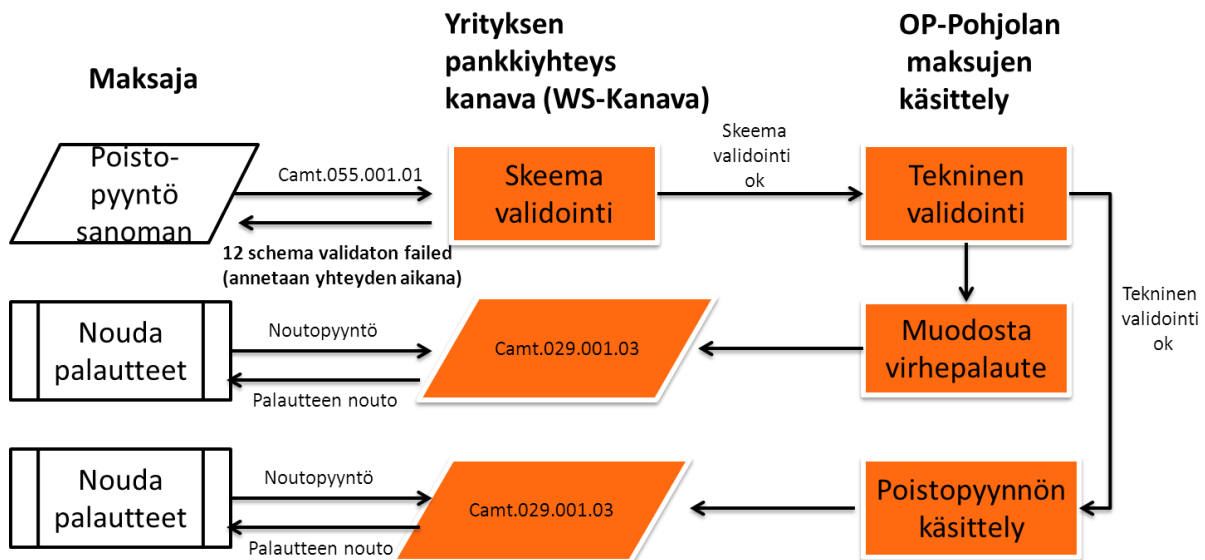 Maksaja
Yrityksen
pankkiyhteys
kanava (WS-Kanava)
OP-Pohjolan
maksujen
käsittely
Poisto-
pyyntö
sanoman
Camt.055.001.01
12 schema validaton failed
(annetaan yhteyden aikana)
Skeema
validointi
Skeema
validointi
ok
Tekninen
validointi
Tekninen
validointi
ok
Nouda
palautteet
Noutopyyntö
Palautteen nouto
Camt.029.001.03
Muodosta
virhepalaute
Nouda
palautteet
Noutopyyntö
Palautteen nouto
Camt.029.001.03
Poistopyynnön
käsittely